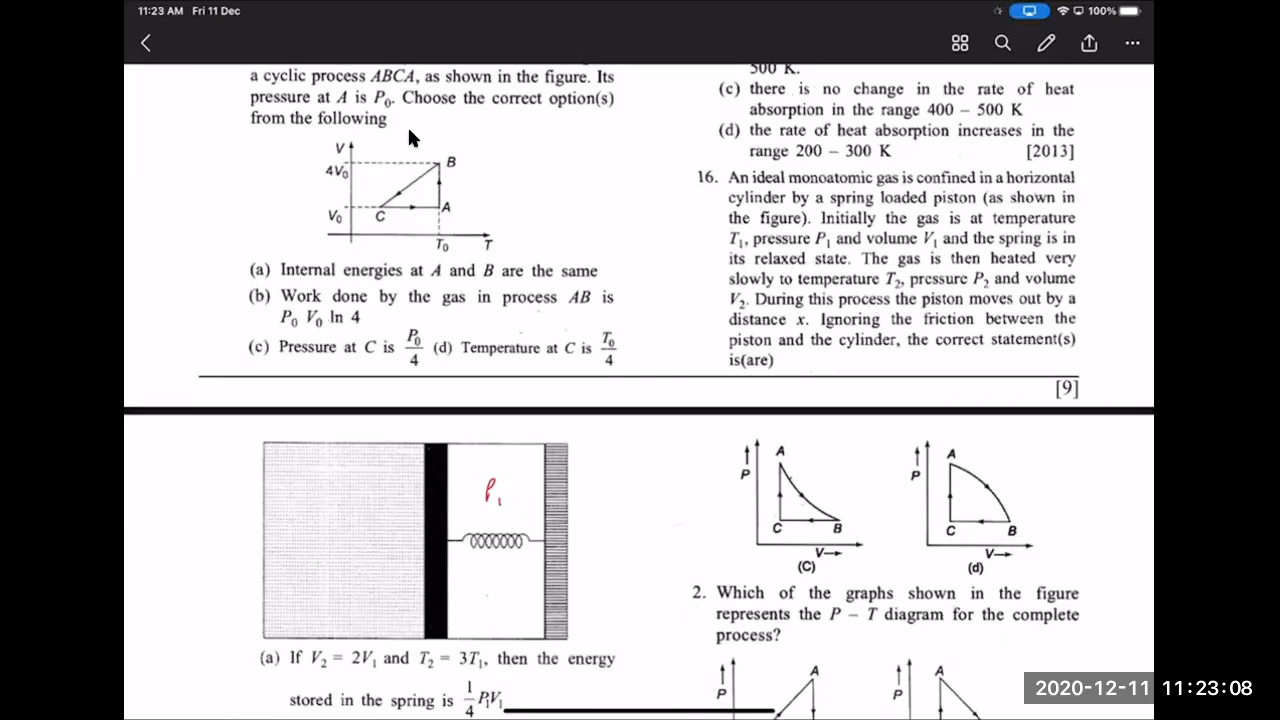 11:23 AM Fri 11 Dec
100%
a cyclic process ABCA, as shown in the figure. Its
pressure at A is P₀. Choose the correct option(s)
from the following
V
4V₀
B
V₀
C
A
T₀
T
(a) Internal energies at A and B are the same
(b) Work done by the gas in process AB is
P₀ V₀ ln 4
(c) Pressure at C is P₀/4 (d) Temperature at C is T₀/4
500 K.
(c) there is no change in the rate of heat
absorption in the range 400 – 500 K
(d) the rate of heat absorption increases in the
range 200 – 300 K [2013]
16. An ideal monoatomic gas is confined in a horizontal
cylinder by a spring loaded piston (as shown in
the figure). Initially the gas is at temperature
T₁, pressure P₁ and volume V₁ and the spring is in
its relaxed state. The gas is then heated very
slowly to temperature T₂, pressure P₂ and volume
V₂. During this process the piston moves out by a
distance x. Ignoring the friction between the
piston and the cylinder, the correct statement(s)
is(are)
[9]
P₁
(a) If V₂ = 2V₁ and T₂ = 3T₁, then the energy
stored in the spring is 1/4 P₁V₁
P
A
C
B
V
(C)
P
A
C
B
V
(d)
2. Which of the graphs shown in the figure
represents the P – T diagram for the complete
process?
P
A
P
A
2020-12-11 11:23:08